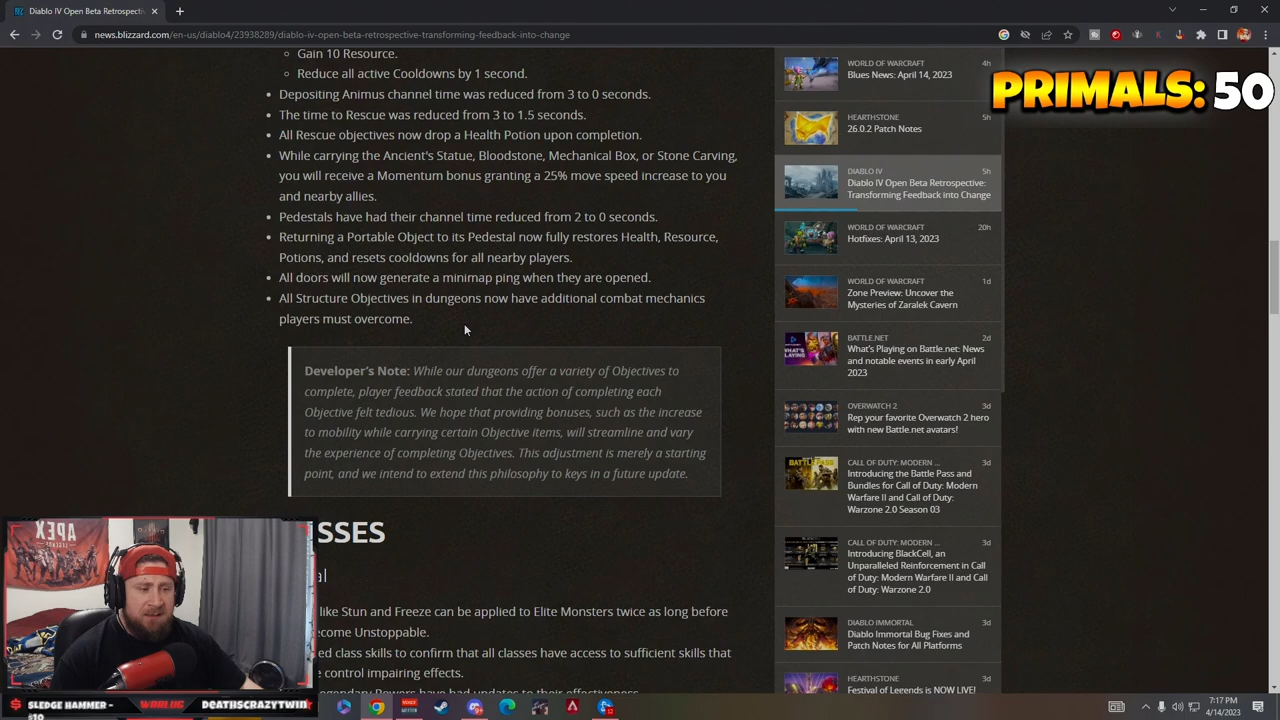 Diablo IV Open Beta Retrospective
news.blizzard.com/en-us/diablo4/23938289/diablo-iv-open-beta-retrospective-transforming-feedback-into-change
Gain 10 Resource.
Reduce all active Cooldowns by 1 second.
Depositing Animus channel time was reduced from 3 to 0 seconds.
The time to Rescue was reduced from 3 to 1.5 seconds.
All Rescue objectives now drop a Health Potion upon completion.
While carrying the Ancient's Statue, Bloodstone, Mechanical Box, or Stone Carving,
you will receive a Momentum bonus granting a 25% move speed increase to you
and nearby allies.
Pedestals have had their channel time reduced from 2 to 0 seconds.
Returning a Portable Object to its Pedestal now fully restores Health, Resource,
Potions, and resets cooldowns for all nearby players.
All doors will now generate a minimap ping when they are opened.
All Structure Objectives in dungeons now have additional combat mechanics
players must overcome.
Developer's Note: While our dungeons offer a variety of Objectives to
complete, player feedback stated that the action of completing each
Objective felt tedious. We hope that providing bonuses, such as the increase
to mobility while carrying certain Objective items, will streamline and vary
the experience of completing Objectives. This adjustment is merely a starting
point, and we intend to extend this philosophy to keys in a future update.
SSES
like Stun and Freeze can be applied to Elite Monsters twice as long before
come Unstoppable.
ed class skills to confirm that all classes have access to sufficient skills that
control impairing effects.
Legendary Powers have had updates to their effectiveness.
WORLD OF WARCRAFT 4h
Blues News: April 14, 2023
HEARTHSTONE 5h
26.0.2 Patch Notes
DIABLO IV 5h
Diablo IV Open Beta Retrospective:
Transforming Feedback into Change
WORLD OF WARCRAFT 20h
Hotfixes: April 13, 2023
WORLD OF WARCRAFT 1d
Zone Preview: Uncover the
Mysteries of Zaralek Cavern
BATTLE.NET 2d
What's Playing on Battle.net: News
and notable events in early April
2023
OVERWATCH 2 3d
Rep your favorite Overwatch 2 hero
with new Battle.net avatars!
CALL OF DUTY: MODERN ... 3d
Introducing the Battle Pass and
Bundles for Call of Duty: Modern
Warfare II and Call of Duty:
Warzone 2.0 Season 03
CALL OF DUTY: MODERN ... 3d
Introducing BlackCell, an
Unparalleled Reinforcement in Call
of Duty: Modern Warfare II and Call
of Duty: Warzone 2.0
DIABLO IMMORTAL 3d
Diablo Immortal Bug Fixes and
Patch Notes for All Platforms
HEARTHSTONE 3d
Festival of Legends is NOW LIVE!
PRIMALS: 50
APEX
SLEDGE HAMMER -
$10
WORLUG
DEATHSCRAZYTWIN
7:17 PM
4/14/2023